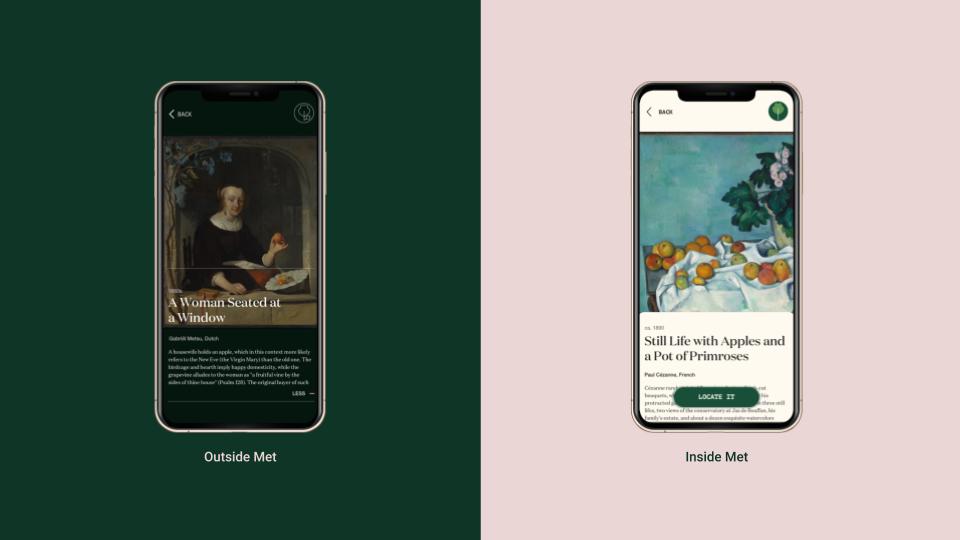 BACK
A Woman Seated at
a Window
Gabriël Metsu, Dutch
A housewife holds an apple, which in this context more likely
refers to the New Eve (the Virgin Mary) than the old one. The
birdcage and hearth imply happy domesticity, while the
grapevine alludes to the woman as "a fruitful vine by the
sides of thine house" (Psalm 128). The original buyer of such
LESS
Outside Met
BACK
ca. 1890
Still Life with Apples and
a Pot of Primroses
Paul Cézanne, French
Cézanne
bouquets,
protracted
LOCATE IT
lifes, two views of the conservatory at Jas de Bouffan, his
family's estate, and about a dozen exquisite watercolors
Inside Met